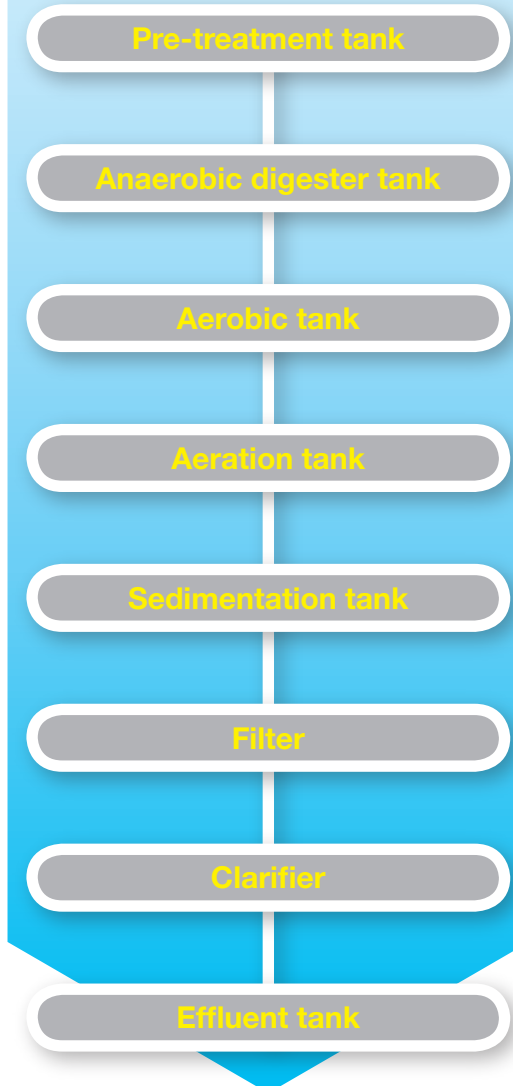 Pre-treatment tank
Anaerobic digester tank
Aerobic tank
Aeration tank
Sedimentation tank
Filter
Clarifier
Effluent tank